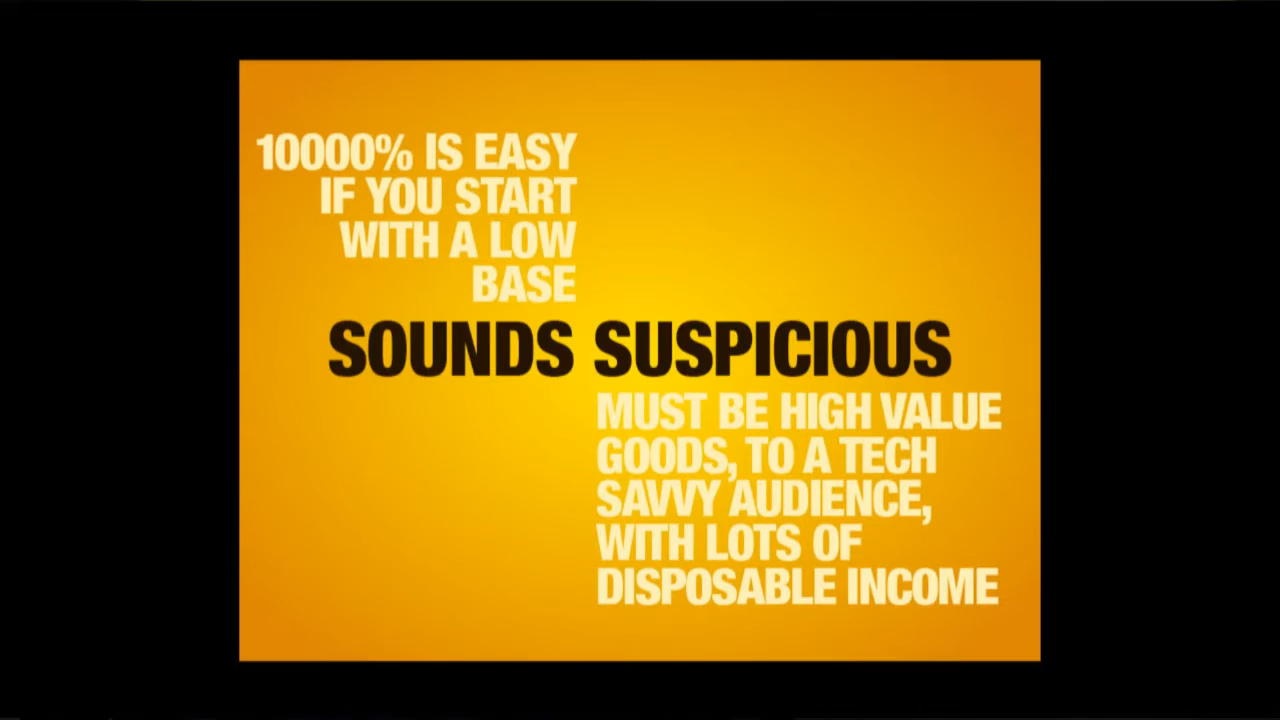 10000% IS EASY
IF YOU START
WITH A LOW
BASE
SOUNDS SUSPICIOUS
MUST BE HIGH VALUE
GOODS, TO A TECH
SAVVY AUDIENCE,
WITH LOTS OF
DISPOSABLE INCOME